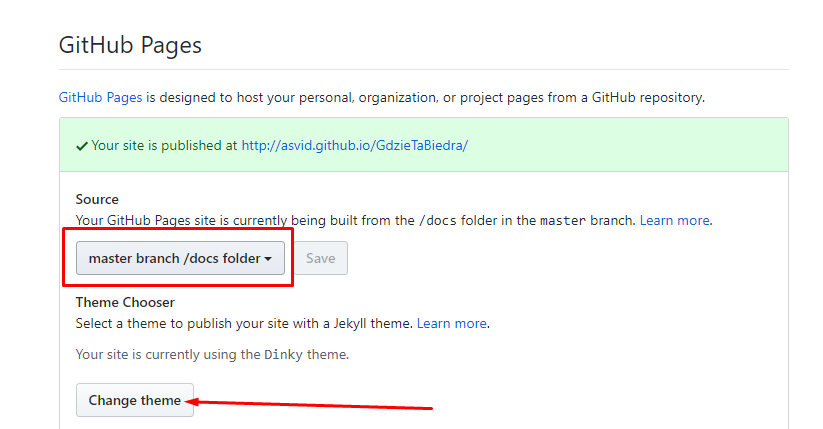 GitHub Pages
GitHub Pages is designed to host your personal, organization, or project pages from a GitHub repository.
Your site is published at http://asvid.github.io/GdzieTaBiedra/
Source
Your GitHub Pages site is currently being built from the /docs folder in the master branch. Learn more.
master branch /docs folder
Save
Theme Chooser
Select a theme to publish your site with a Jekyll theme. Learn more.
Your site is currently using the Dinky theme.
Change theme